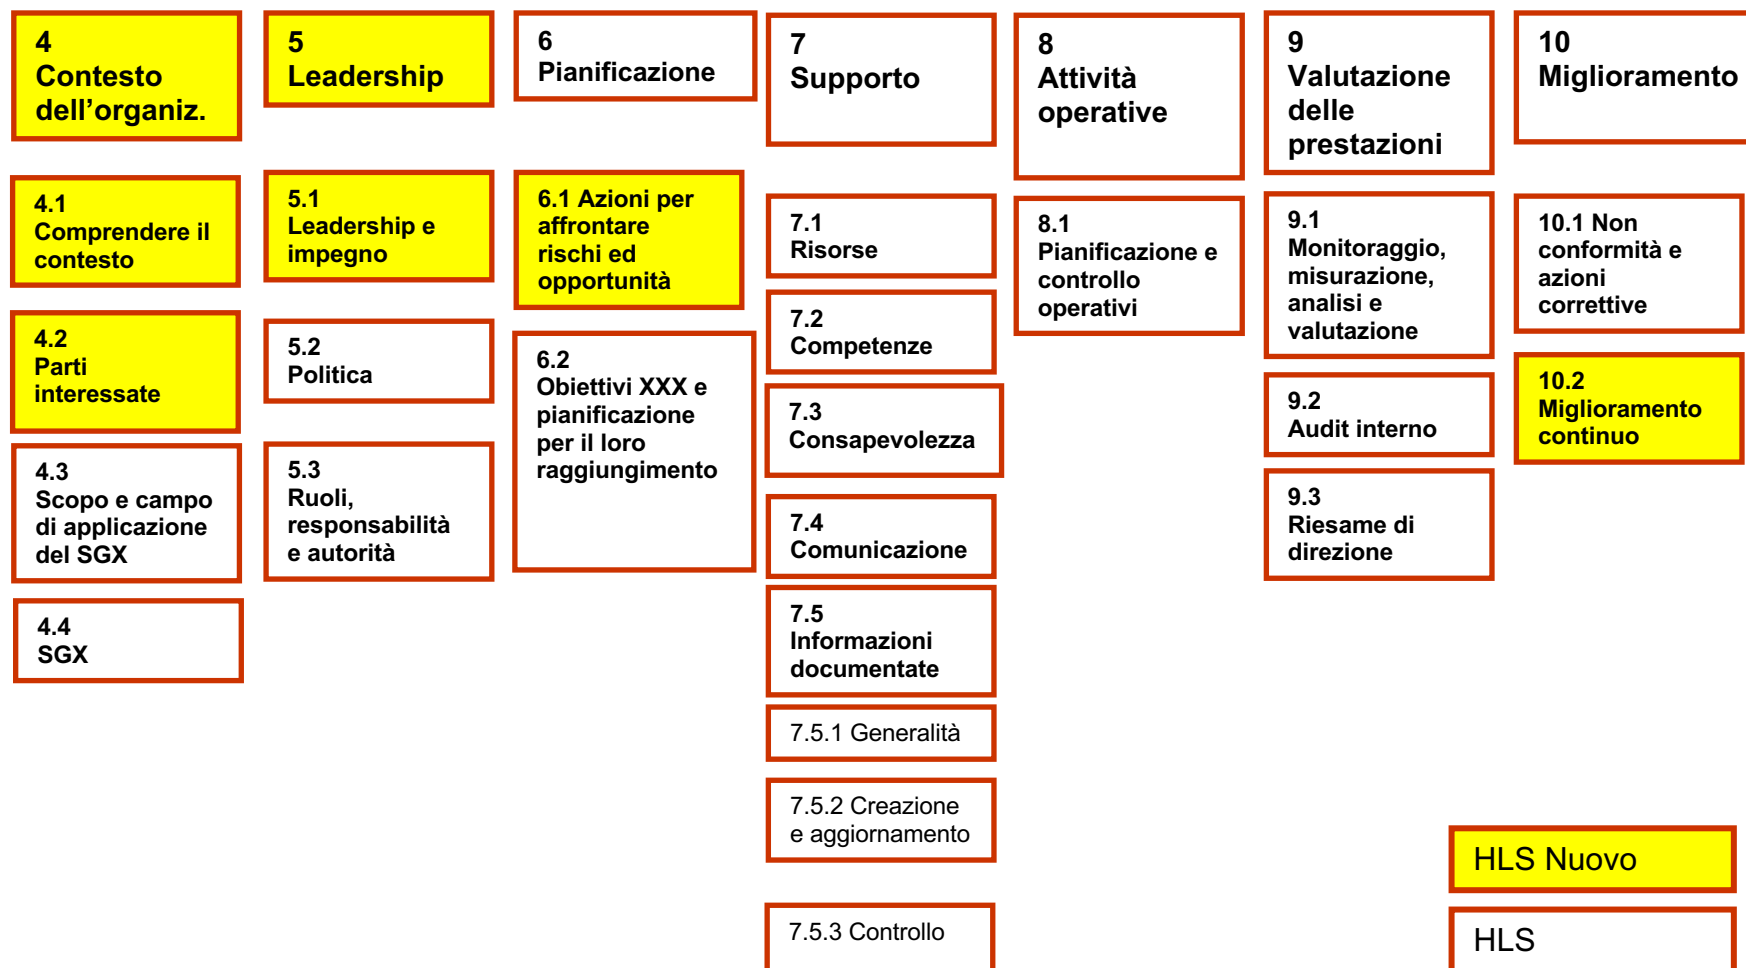 4
Contesto
dell’organiz.
4.1
Comprendere il
contesto
4.2
Parti
interessate
4.3
Scopo e campo
di applicazione
del SGX
4.4
SGX
5
Leadership
5.1
Leadership e
impegno
5.2
Politica
5.3
Ruoli,
responsabilità
e autorità
6
Pianificazione
6.1 Azioni per
affrontare
rischi ed
opportunità
6.2
Obiettivi XXX e
pianificazione
per il loro
raggiungimento
7
Supporto
7.1
Risorse
7.2
Competenze
7.3
Consapevolezza
7.4
Comunicazione
7.5
Informazioni
documentate
7.5.1 Generalità
7.5.2 Creazione
e aggiornamento
7.5.3 Controllo
8
Attività
operative
8.1
Pianificazione e
controllo
operativi
9
Valutazione
delle
prestazioni
9.1
Monitoraggio,
misurazione,
analisi e
valutazione
9.2
Audit interno
9.3
Riesame di
direzione
10
Miglioramento
10.1 Non
conformità e
azioni
correttive
10.2
Miglioramento
continuo
HLS Nuovo
HLS